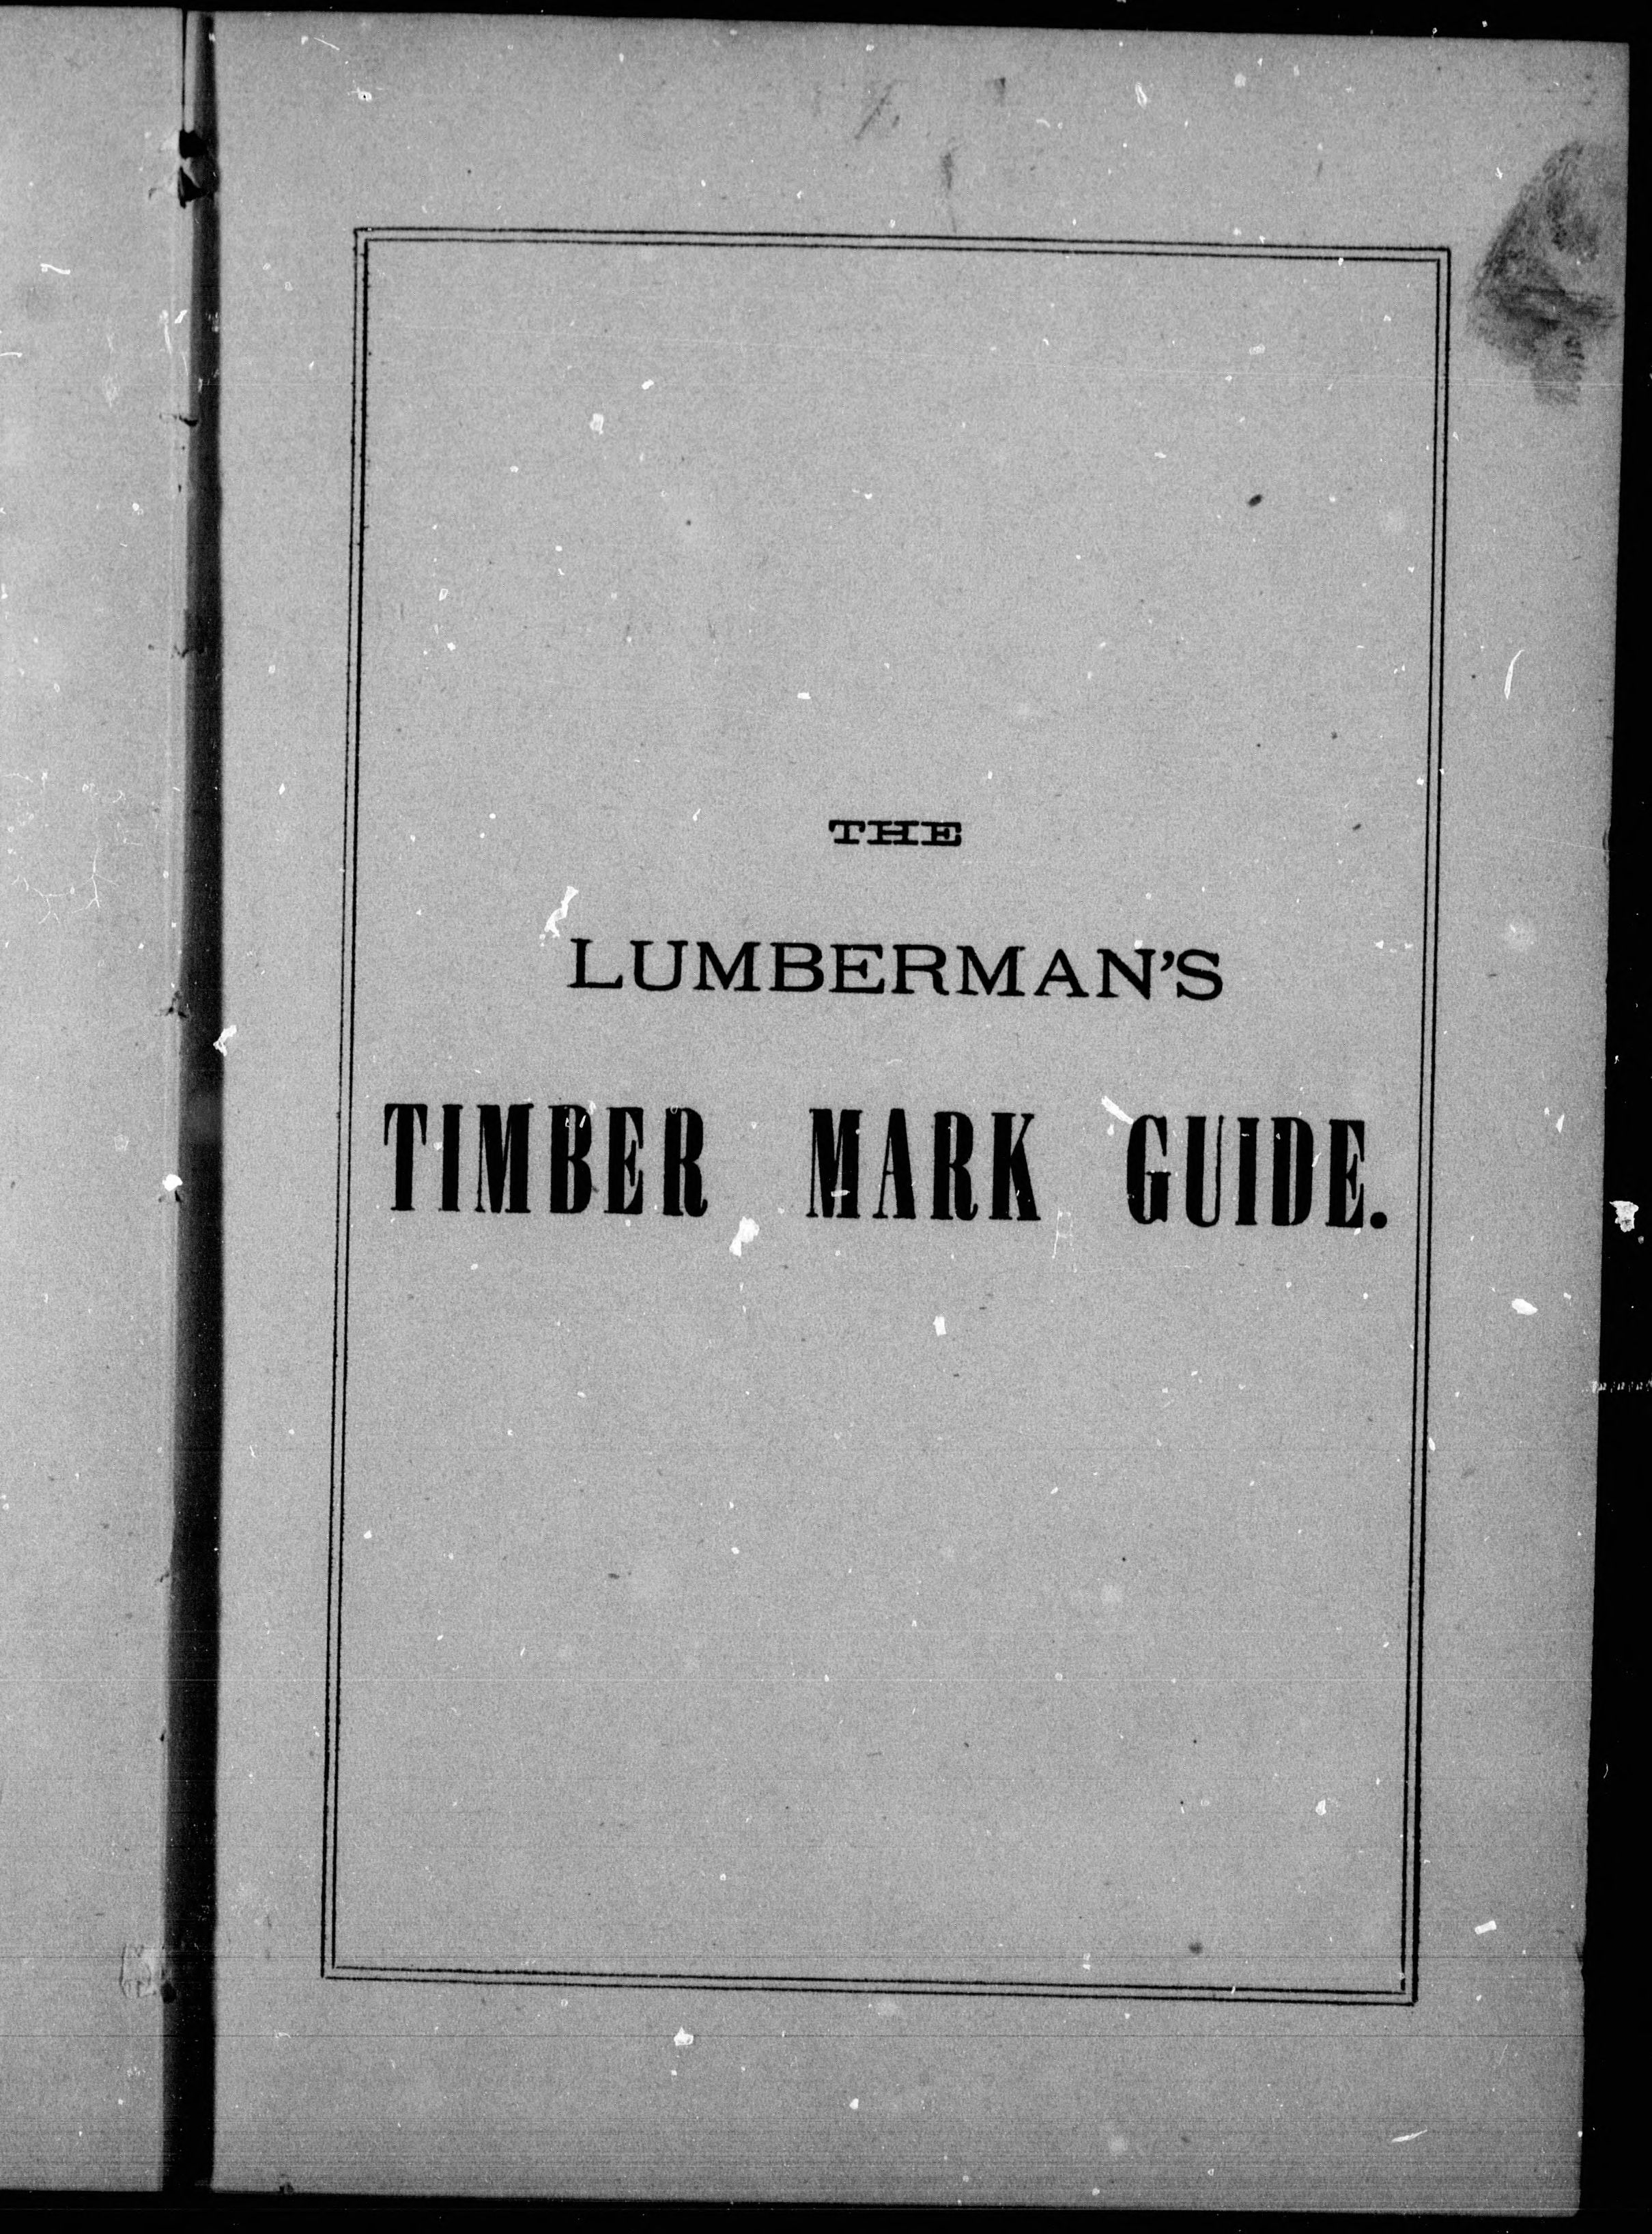 THE
LUMBERMAN'S
TIMBER MARK GUIDE.